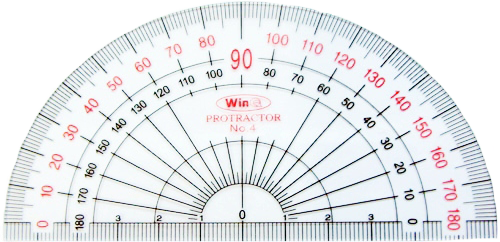 0 10 20 30 40 50 60 70 80 90 100 110 120 130 140 150 160 170 180
180 170 160 150 140 130 120 110 100 80 70 60 50 40 30 20 10 0
Win
PROTRACTOR
No. 4
3 2 1 0 1 2 3